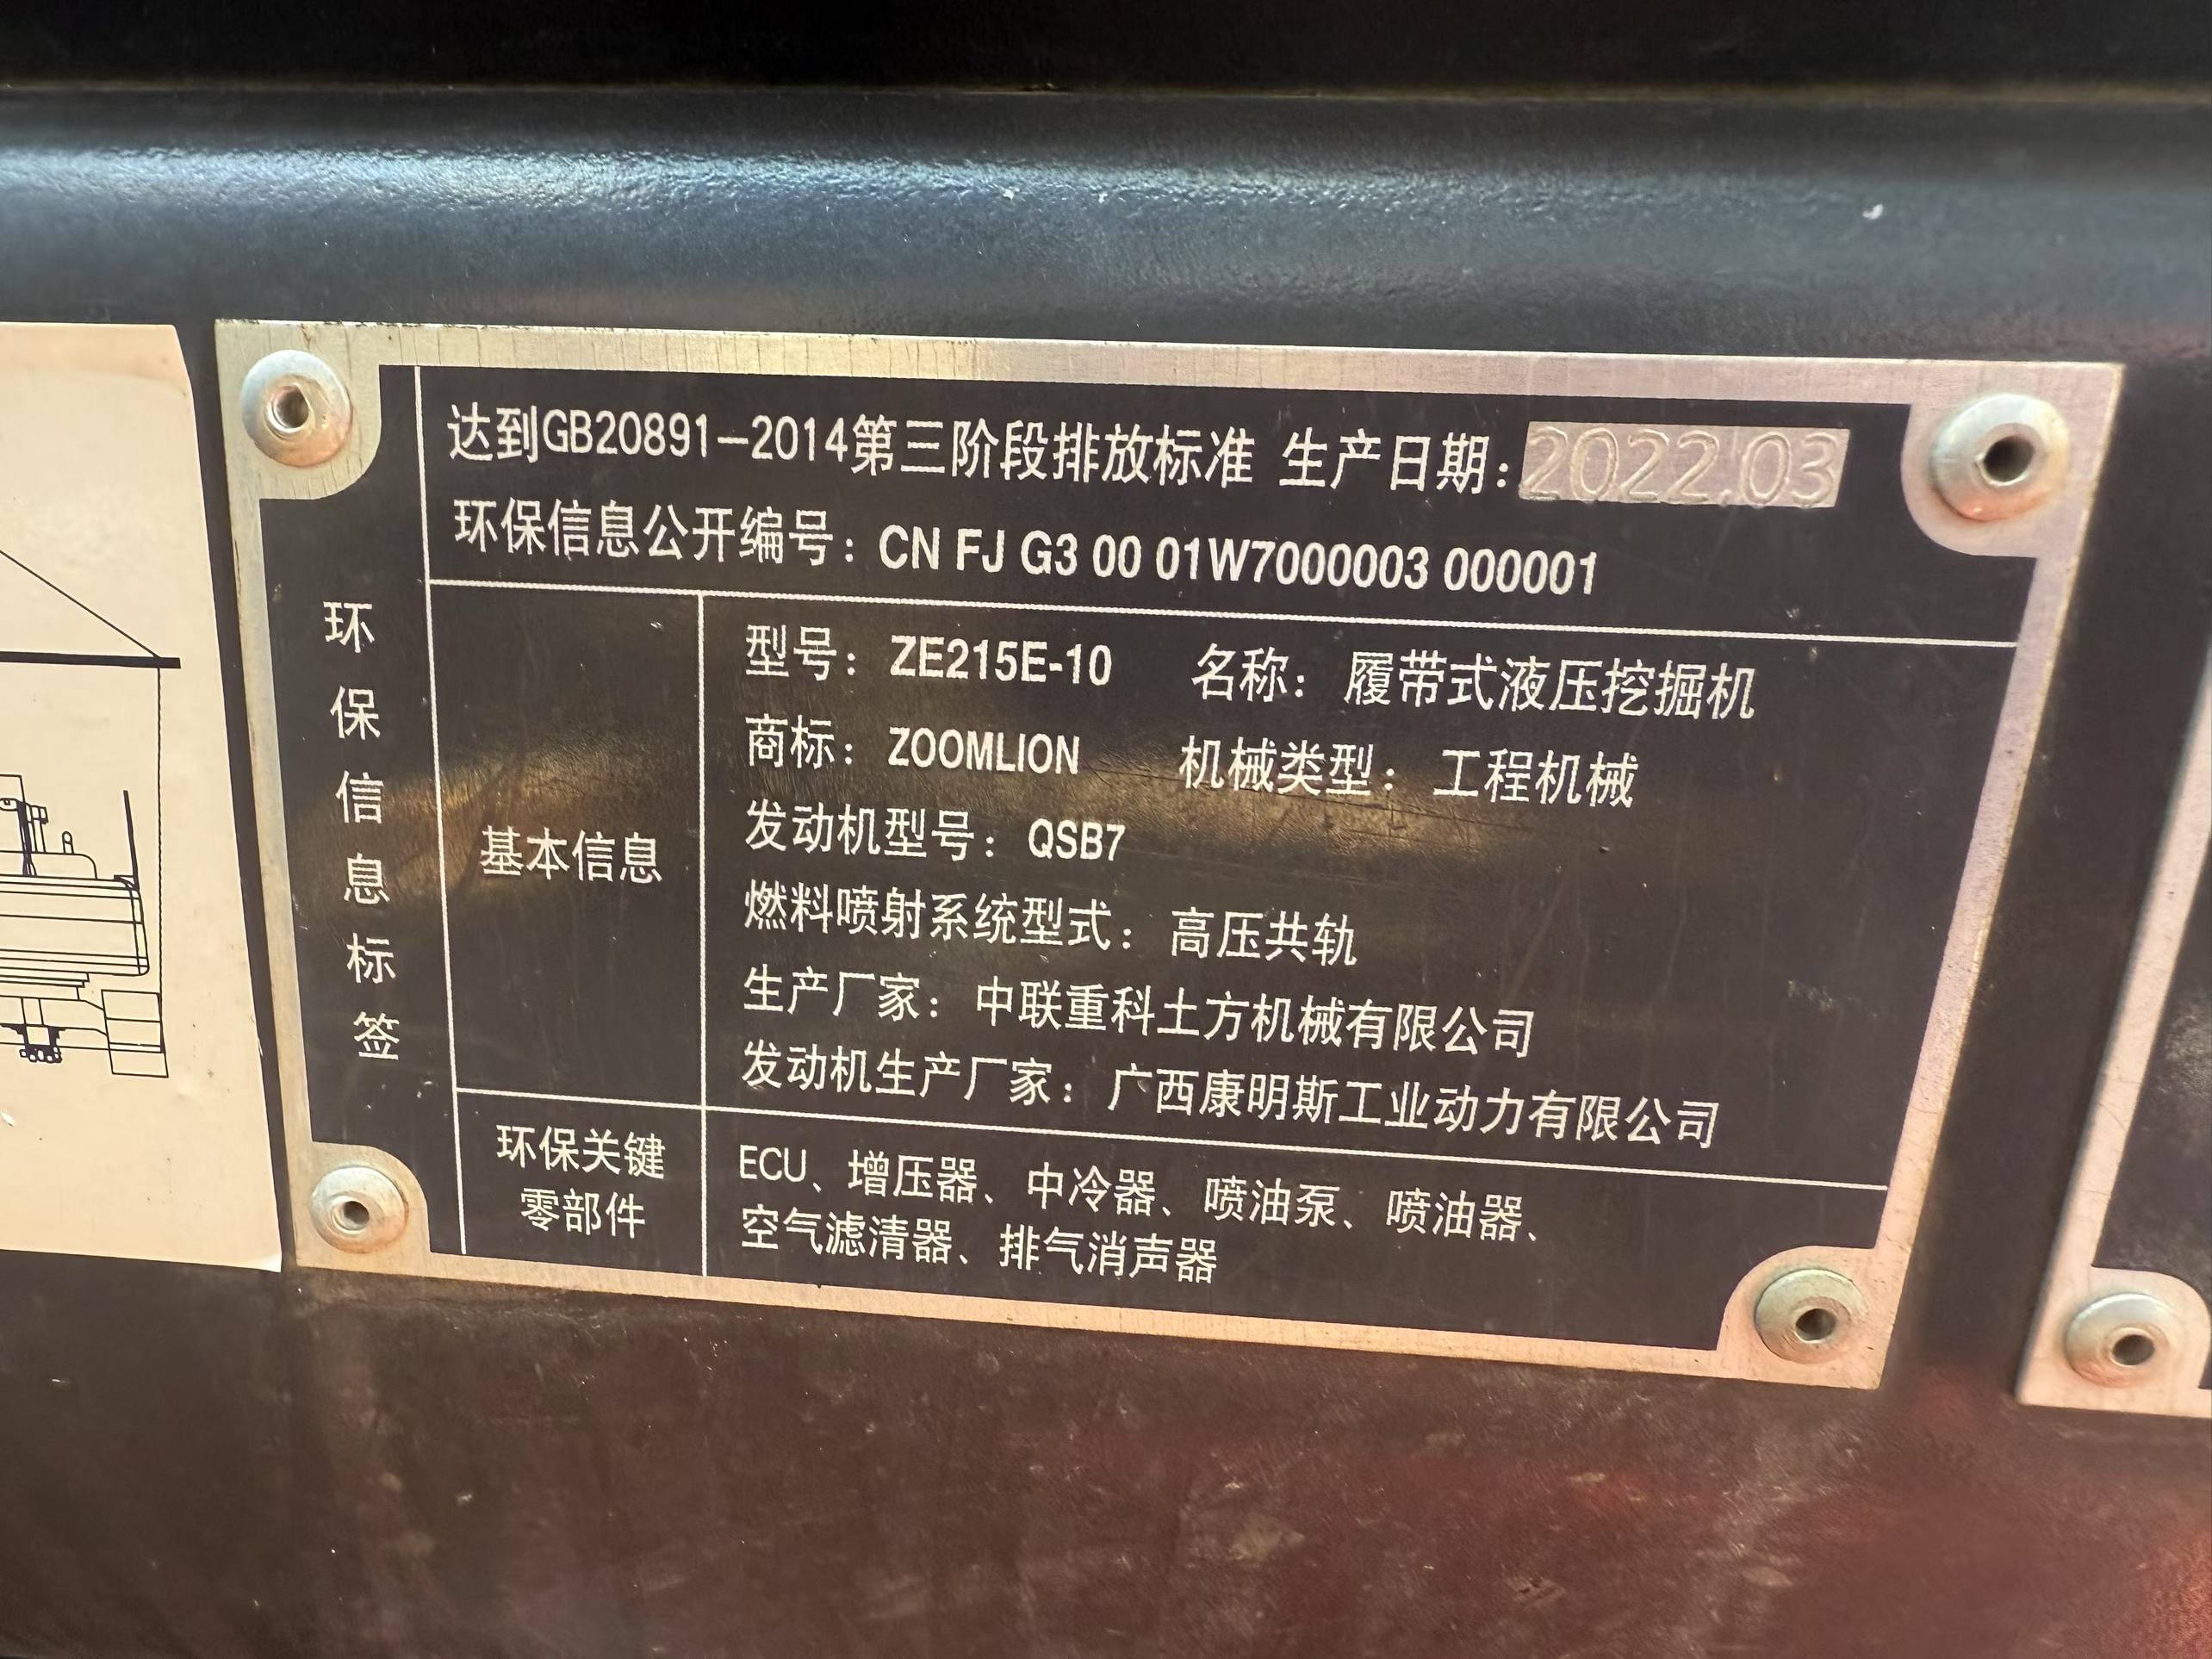 达到GB20891-2014第三阶段排放标准 生产日期:2022.03
环保信息公开编号: CN FJ G3 00 01W7000003 000001
环保信息标签
基本信息
型号: ZE215E-10 名称: 履带式液压挖掘机
商标: ZOOMLION 机械类型: 工程机械
发动机型号: QSB7
燃料喷射系统型式: 高压共轨
生产厂家: 中联重科土方机械有限公司
发动机生产厂家: 广西康明斯工业动力有限公司
环保关键
零部件
ECU、增压器、中冷器、喷油泵、喷油器、
空气滤清器、排气消声器